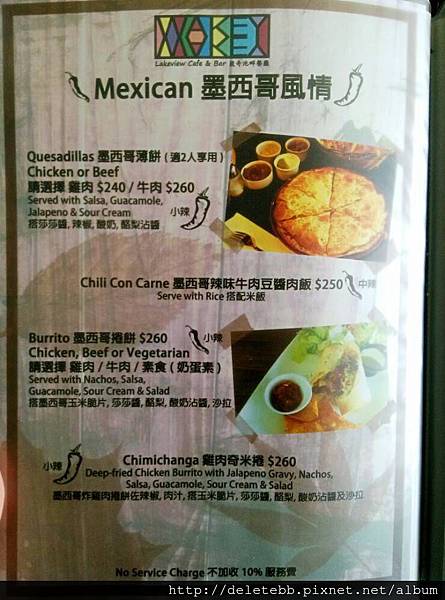 Lakeview Cafe & Bar
Mexican 墨西哥風情
Quesadillas 墨西哥薄餅 ( 適2人享用 )
Chicken or Beef
請選擇 雞肉 $240 / 牛肉 $260
Served with Salsa, Guacamole,
Jalapeno & Sour Cream
小辣
搭莎莎醬, 辣椒, 酸奶, 酪梨沾醬
Chili Con Carne 墨西哥辣味牛肉豆醬肉飯 $250
中辣
Serve with Rice 搭配米飯
Burrito 墨西哥捲餅 $260
小辣
Chicken, Beef or Vegetarian
請選擇 雞肉 / 牛肉 / 素食 ( 奶蛋素 )
Served with Nachos, Salsa,
Guacamole, Sour Cream & Salad
搭墨西哥玉米脆片, 莎莎醬, 酪梨, 酸奶沾醬, 沙拉
小辣
Chimichanga 雞肉奇米捲 $260
Deep-fried Chicken Burrito with Jalapeno Gravy, Nachos,
Salsa, Guacamole, Sour Cream & Salad
墨西哥炸雞肉捲餅佐辣椒, 肉汁, 搭玉米脆片, 莎莎醬, 酪梨, 酸奶沾醬及沙拉
No Service Charge 不加收 10% 服務費
http://deletebb.pixnet.net/album